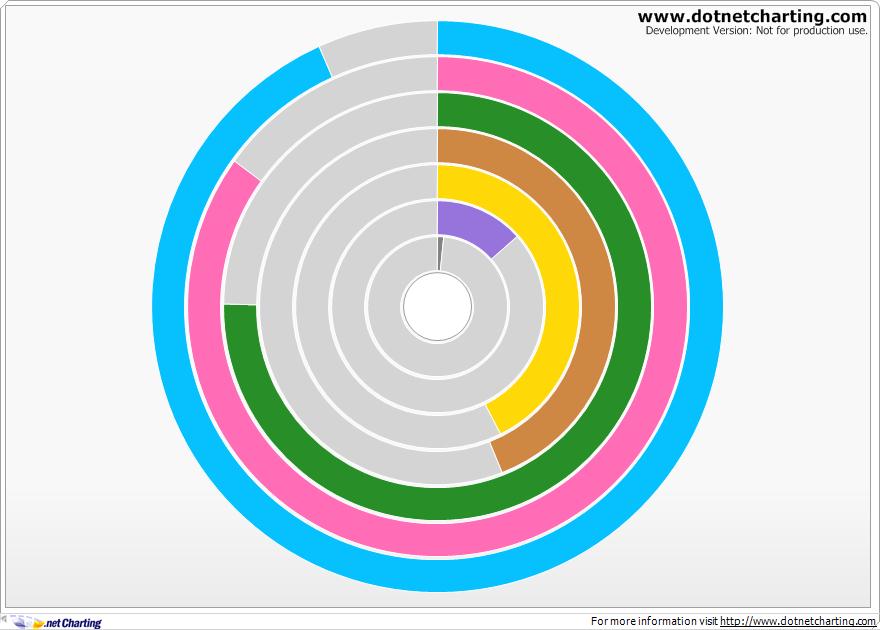 www.dotnetcharting.com
Development Version: Not for production use.
.net Charting
For more information visit http://www.dotnetcharting.com